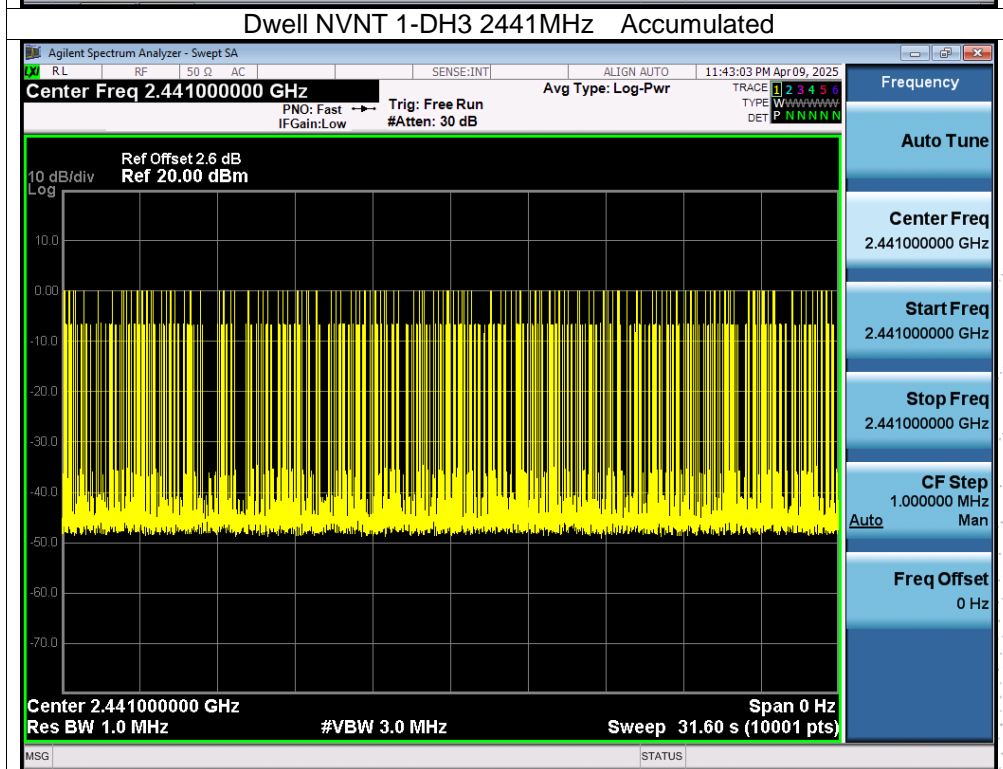 Dwell NVNT 1-DH3 2441MHz Accumulated
Agilent Spectrum Analyzer - Swept SA
LXI RL RF 50 Ω AC SENSE:INT ALIGN AUTO 11:43:03 PM Apr 09, 2025
Center Freq 2.441000000 GHz Avg Type: Log-Pwr TRACE 1 2 3 4 5 6
PNO: Fast Trig: Free Run TYPE WWWWWWW
IFGain:Low #Atten: 30 dB DET P N N N N N
Ref Offset 2.6 dB
10 dB/div Ref 20.00 dBm
Log
10.0
0.00
-10.0
-20.0
-30.0
-40.0
-50.0
-60.0
-70.0
Center 2.441000000 GHz Span 0 Hz
Res BW 1.0 MHz #VBW 3.0 MHz Sweep 31.60 s (10001 pts)
MSG STATUS
Frequency
Auto Tune
Center Freq
2.441000000 GHz
Start Freq
2.441000000 GHz
Stop Freq
2.441000000 GHz
CF Step
1.000000 MHz
Auto Man
Freq Offset
0 Hz